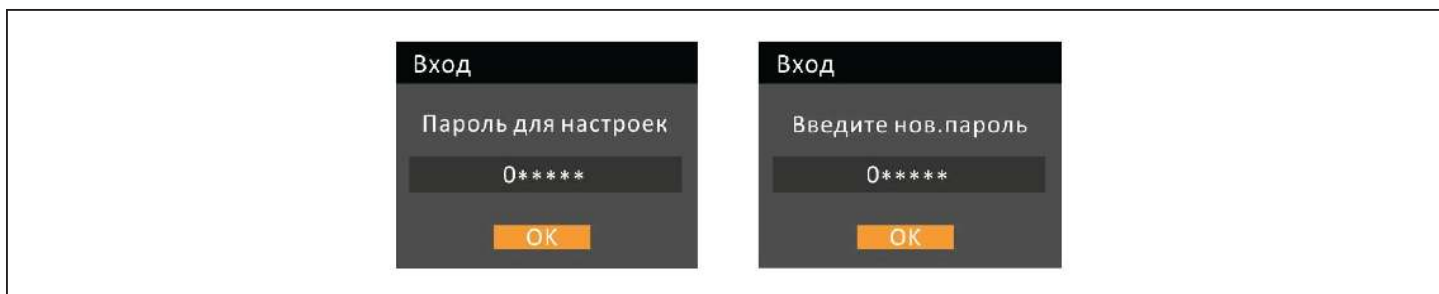 Вход
Пароль для настроек
0*****
OK
Вход
Введите нов.пароль
0*****
OK